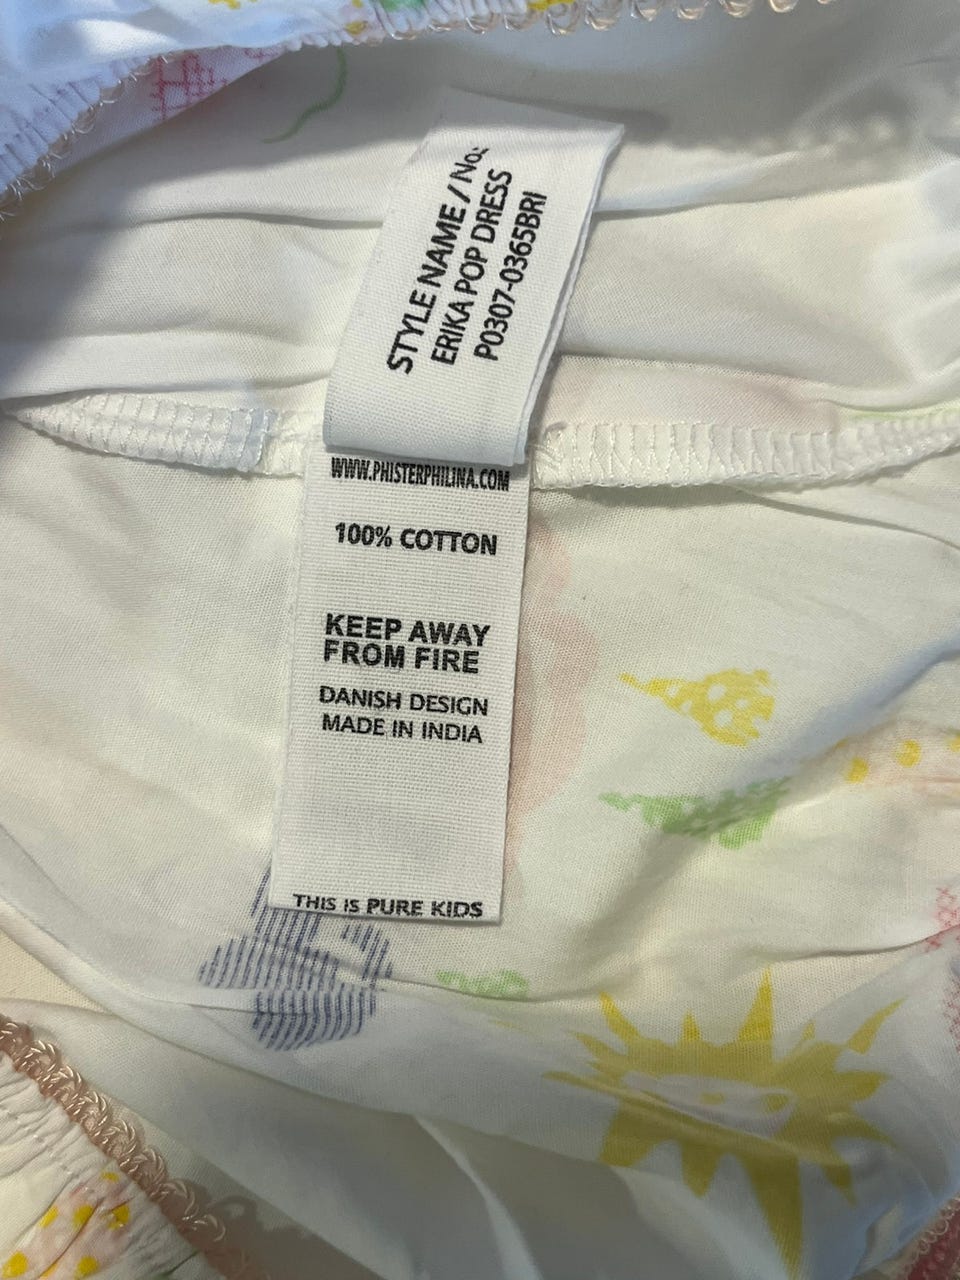 STYLE NAME / No:
ERIKA POP DRESS
P0307-0365BRI
WWW.PHISTERPHILINA.COM
100% COTTON
KEEP AWAY
FROM FIRE
DANISH DESIGN
MADE IN INDIA
THIS IS PURE KIDS